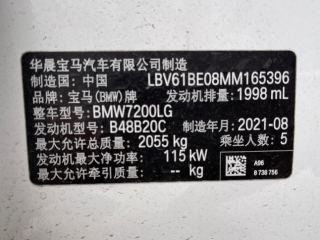 华晨宝马汽车有限公司制造
制造国：中国 LBV61BE08MM165396
品牌：宝马(BMW)牌 发动机排量：1998 mL
整车型号：BMW7200LG
发动机型号：B48B20C 制造年月：2021-08
最大允许总质量：2055 kg 乘坐人数：5
发动机最大净功率：115 kW
最大允许牵引质量：-- kg
A96
8 738 756